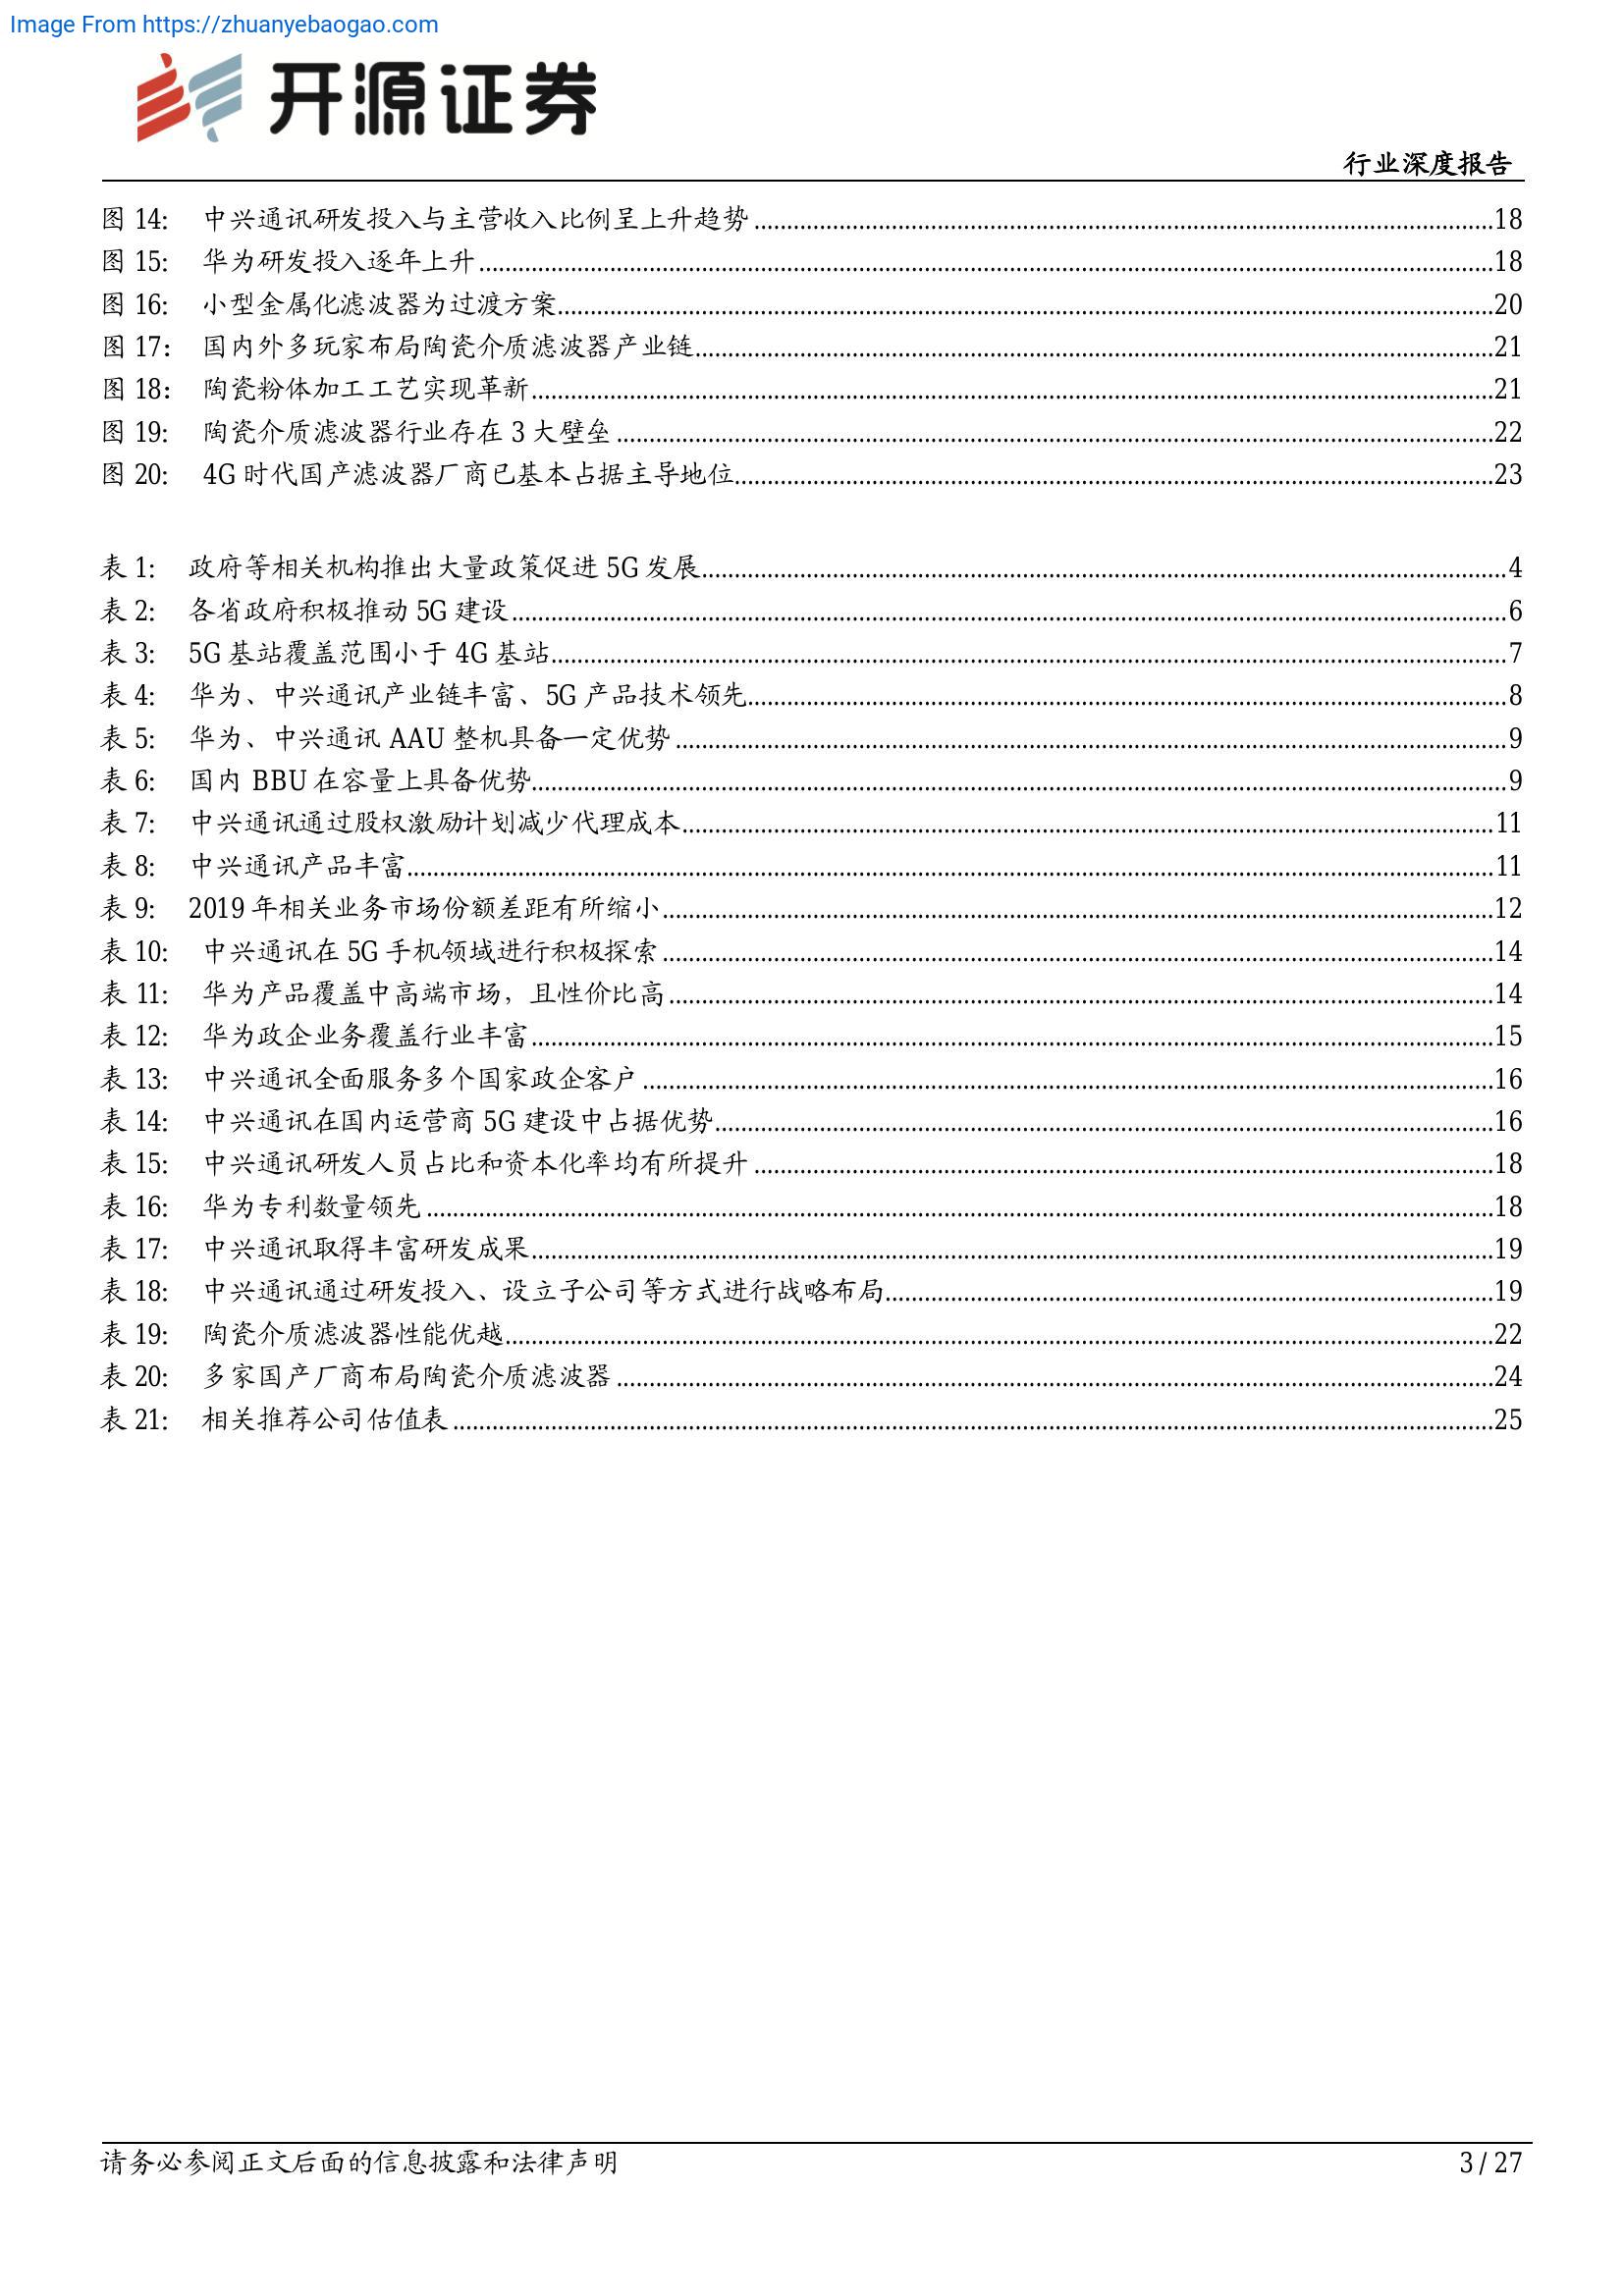 Image From https://zhuanyebaogao.com
开源证券
行业深度报告
图 14: 中兴通讯研发投入与主营收入比例呈上升趋势 ........ 18
图 15: 华为研发投入逐年上升 ........ 18
图 16: 小型金属化滤波器为过渡方案 ........ 20
图 17: 国内外多玩家布局陶瓷介质滤波器产业链 ........ 21
图 18: 陶瓷粉体加工工艺实现革新 ........ 21
图 19: 陶瓷介质滤波器行业存在 3 大壁垒 ........ 22
图 20: 4G 时代国产滤波器厂商已基本占据主导地位 ........ 23
表 1: 政府等相关机构推出大量政策促进 5G 发展 ........ 4
表 2: 各省政府积极推动 5G 建设 ........ 6
表 3: 5G 基站覆盖范围小于 4G 基站 ........ 7
表 4: 华为、中兴通讯产业链丰富、5G 产品技术领先 ........ 8
表 5: 华为、中兴通讯 AAU 整机具备一定优势 ........ 9
表 6: 国内 BBU 在容量上具备优势 ........ 9
表 7: 中兴通讯通过股权激励计划减少代理成本 ........ 11
表 8: 中兴通讯产品丰富 ........ 11
表 9: 2019 年相关业务市场份额差距有所缩小 ........ 12
表 10: 中兴通讯在 5G 手机领域进行积极探索 ........ 14
表 11: 华为产品覆盖中高端市场，且性价比高 ........ 14
表 12: 华为政企业务覆盖行业丰富 ........ 15
表 13: 中兴通讯全面服务多个国家政企客户 ........ 16
表 14: 中兴通讯在国内运营商 5G 建设中占据优势 ........ 16
表 15: 中兴通讯研发人员占比和资本化率均有所提升 ........ 18
表 16: 华为专利数量领先 ........ 18
表 17: 中兴通讯取得丰富研发成果 ........ 19
表 18: 中兴通讯通过研发投入、设立子公司等方式进行战略布局 ........ 19
表 19: 陶瓷介质滤波器性能优越 ........ 22
表 20: 多家国产厂商布局陶瓷介质滤波器 ........ 24
表 21: 相关推荐公司估值表 ........ 25
请务必参阅正文后面的信息披露和法律声明 3 / 27